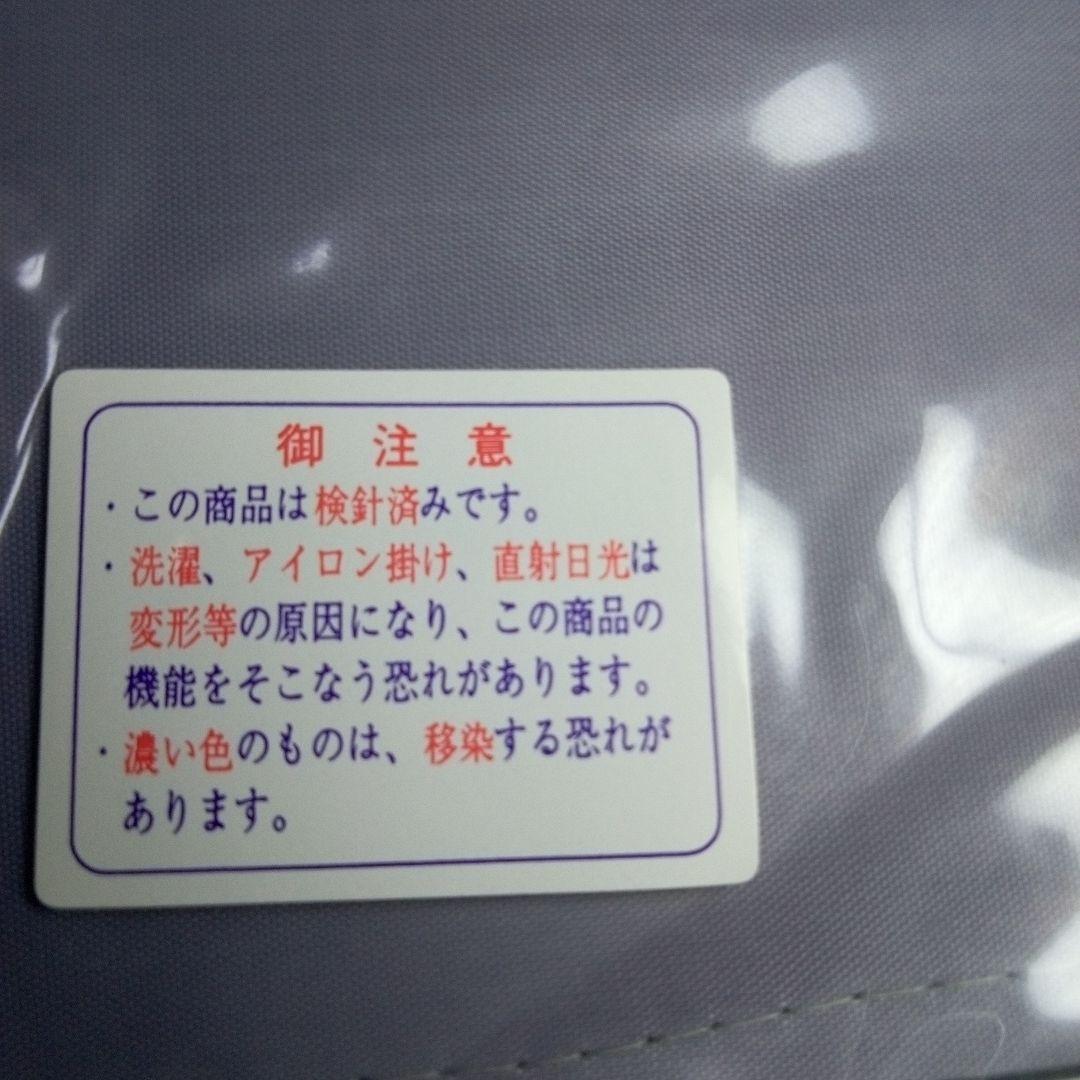 御注意
・この商品は検針済みです。
・洗濯、アイロン掛け、直射日光は
変形等の原因になり、この商品の
機能をそこなう恐れがあります。
・濃い色のものは、移染する恐れが
あります。